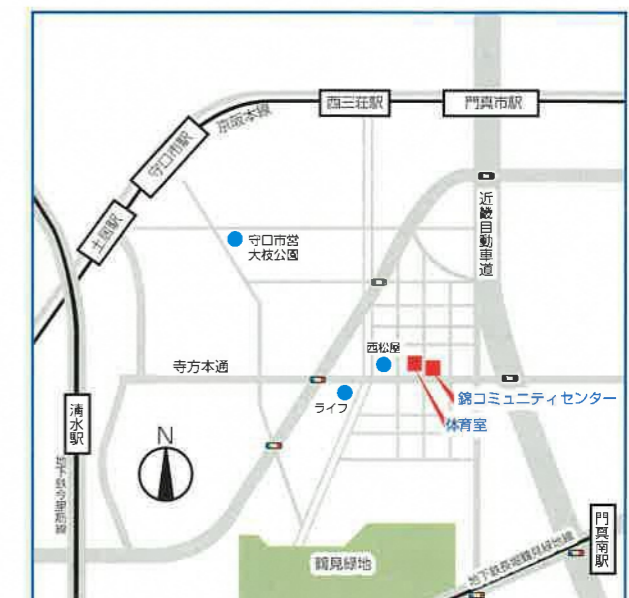 西三荘駅
門真市駅
京阪本線
守口市駅
土居駅
近畿自動車道
守口市営
大枝公園
西松屋
寺方本通
ライフ
錦コミュニティセンター
体育室
清水駅
N
地下鉄今里筋線
門真南駅
鶴見緑地
地下鉄長堀鶴見緑地線